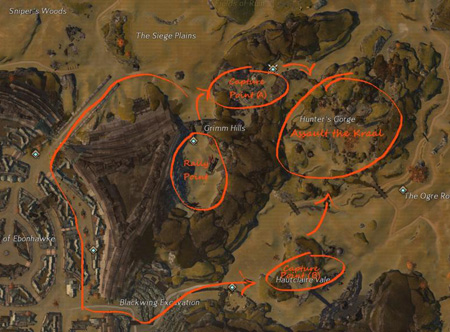 Sniper's Woods
The Siege Plains
Capture
Point (A)
Hunter's Gorge
Assault the Kraal
Grimm Hills
Rally
Point
The Ogre Ro
of Ebonhawke
Capture
Point (B)
Hautclaire Vale
Blackwing Excavation